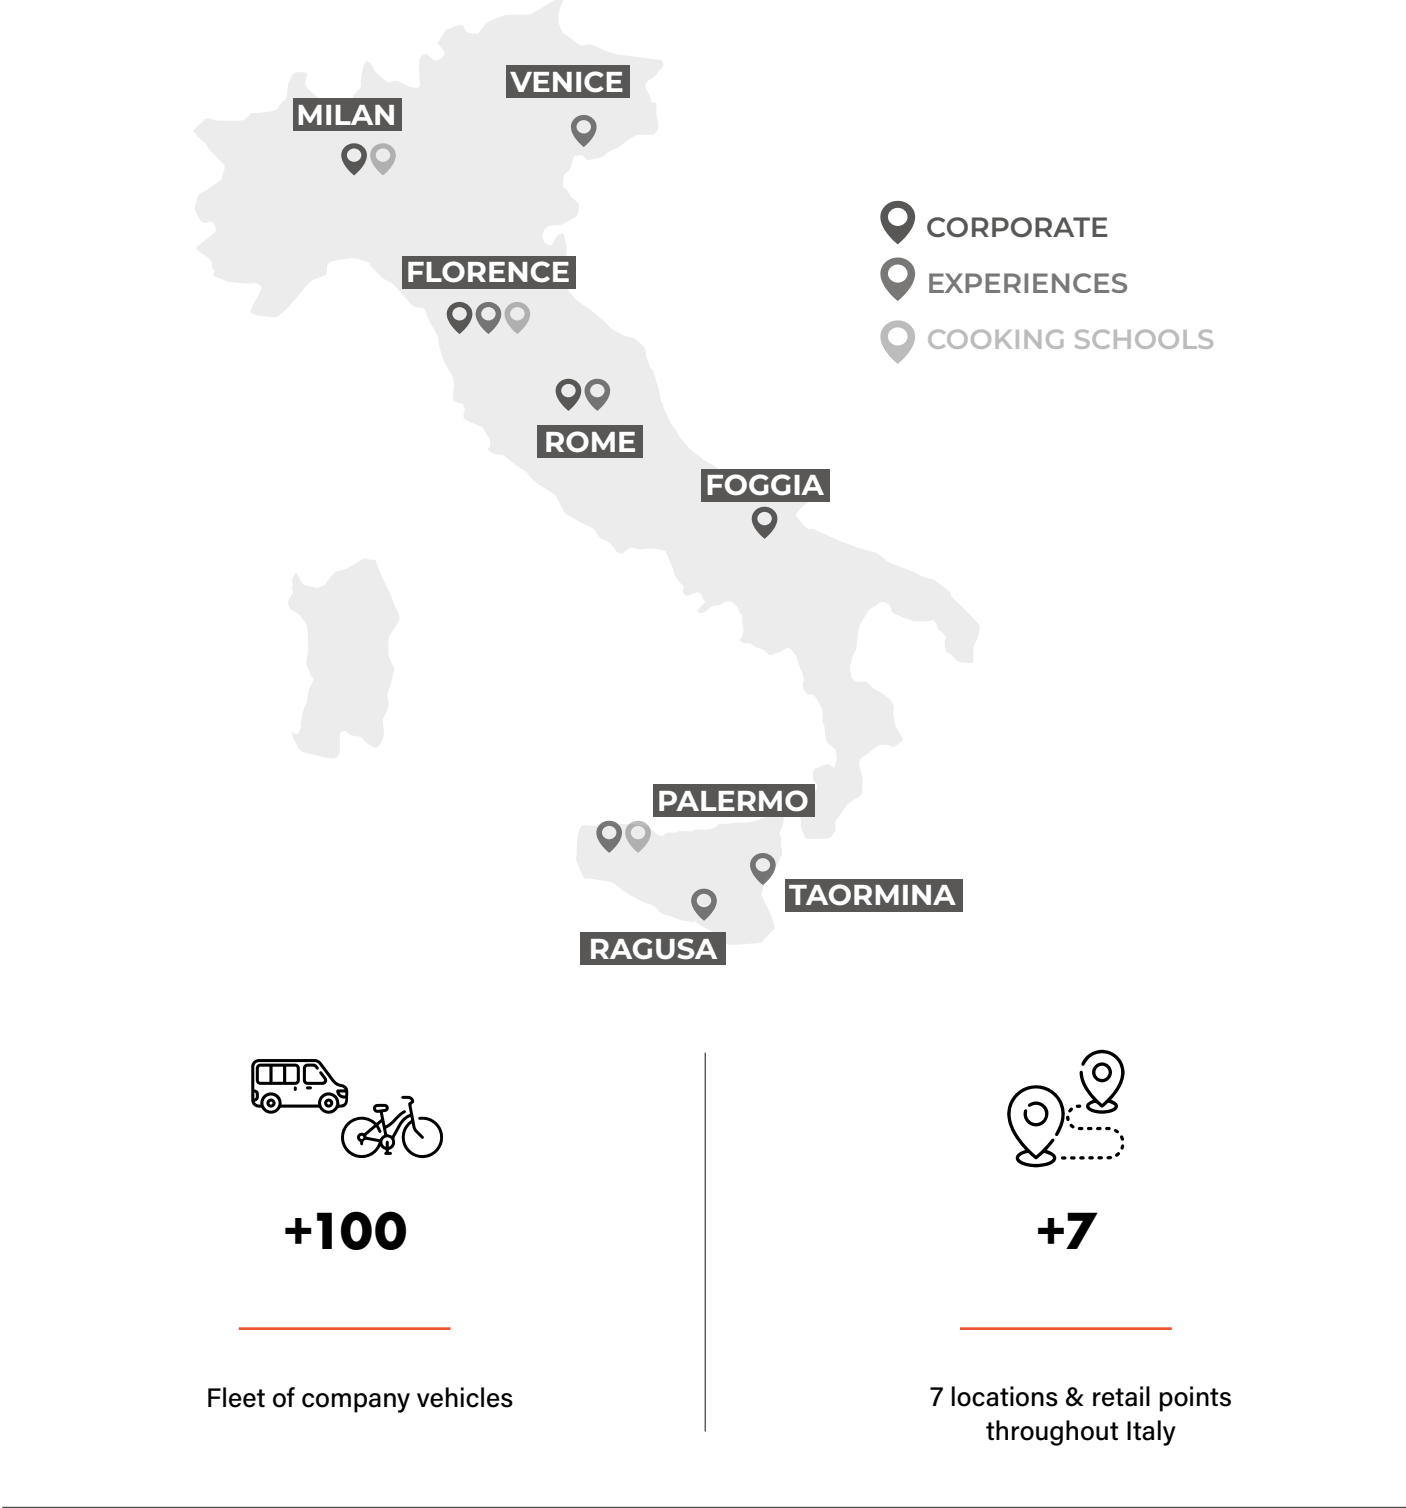 VENICE
MILAN
CORPORATE
FLORENCE
EXPERIENCES
COOKING SCHOOLS
ROME
FOGGIA
PALERMO
TAORMINA
RAGUSA
+100
Fleet of company vehicles
+7
7 locations & retail points
throughout Italy